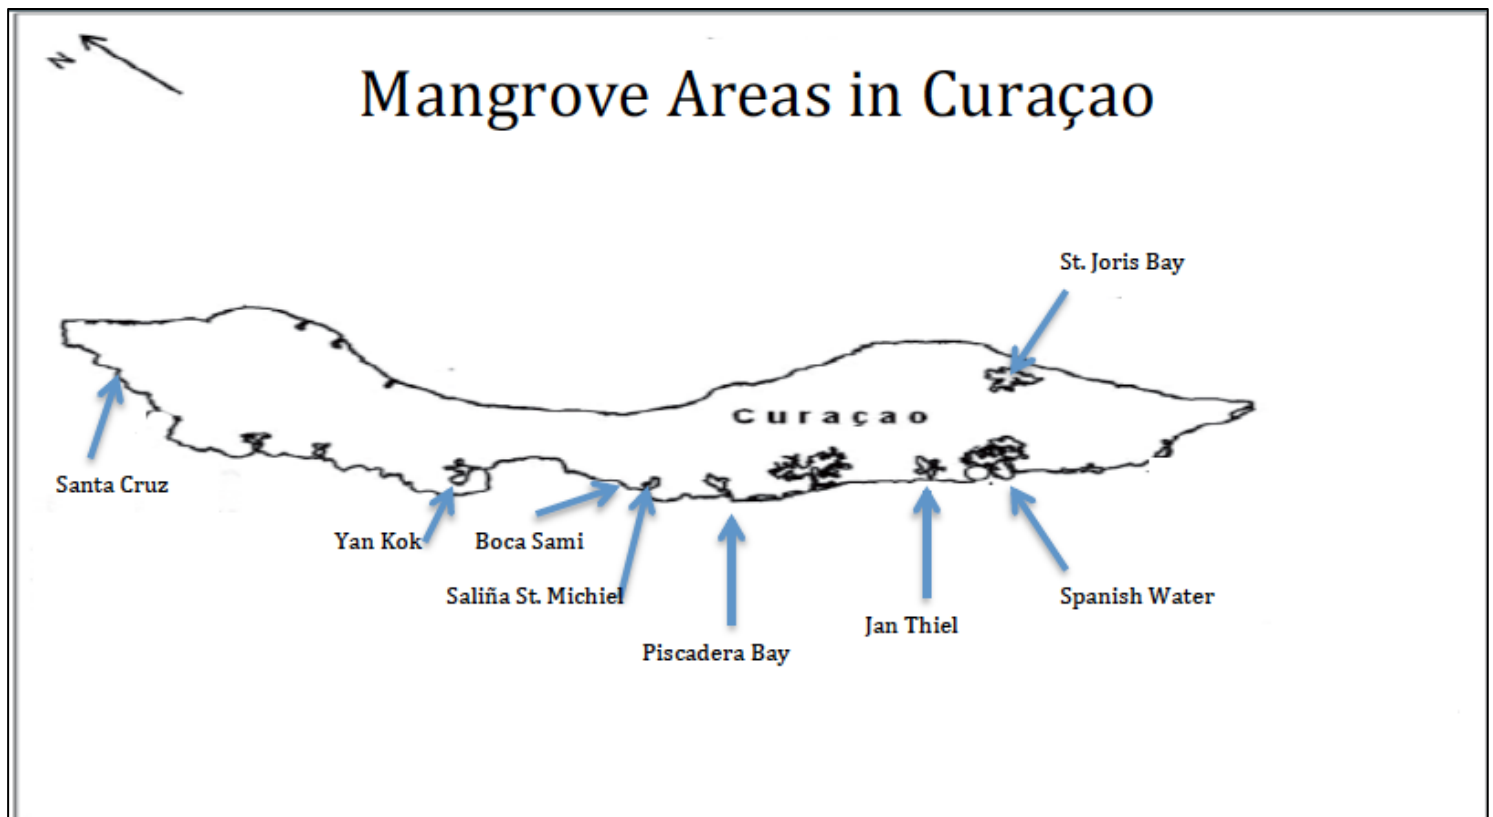 N
Mangrove Areas in Curaçao
St. Joris Bay
Curaçao
Santa Cruz
Yan Kok
Boca Sami
Saliña St. Michiel
Spanish Water
Jan Thiel
Piscadera Bay